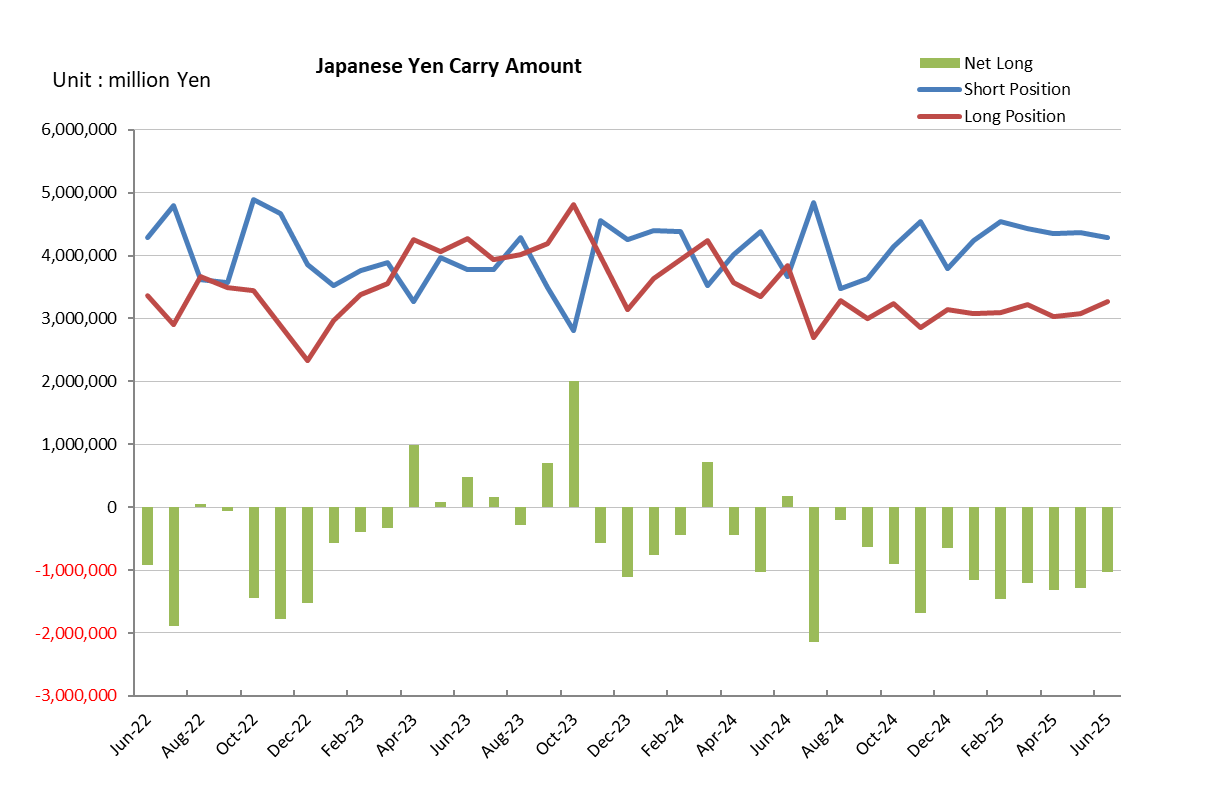 Japanese Yen Carry Amount
Unit : million Yen
Net Long
Short Position
Long Position
6,000,000
5,000,000
4,000,000
3,000,000
2,000,000
1,000,000
0
-1,000,000
-2,000,000
-3,000,000
Jun-22
Aug-22
Oct-22
Dec-22
Feb-23
Apr-23
Jun-23
Aug-23
Oct-23
Dec-23
Feb-24
Apr-24
Jun-24
Aug-24
Oct-24
Dec-24
Feb-25
Apr-25
Jun-25